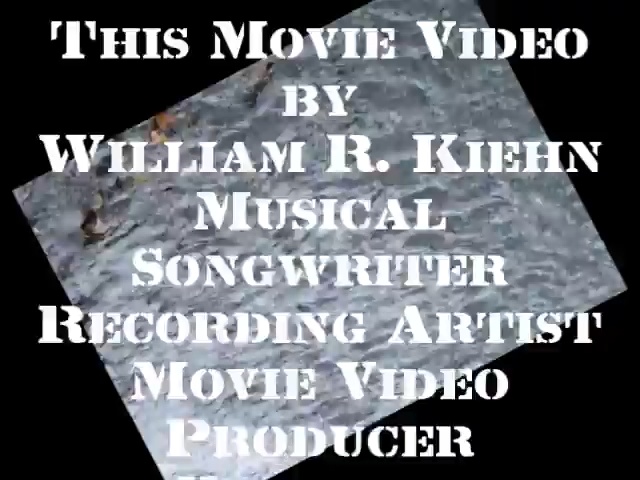 This Movie Video
by
William R. Kiehn
Musical
Songwriter
Recording Artist
Movie Video
Producer